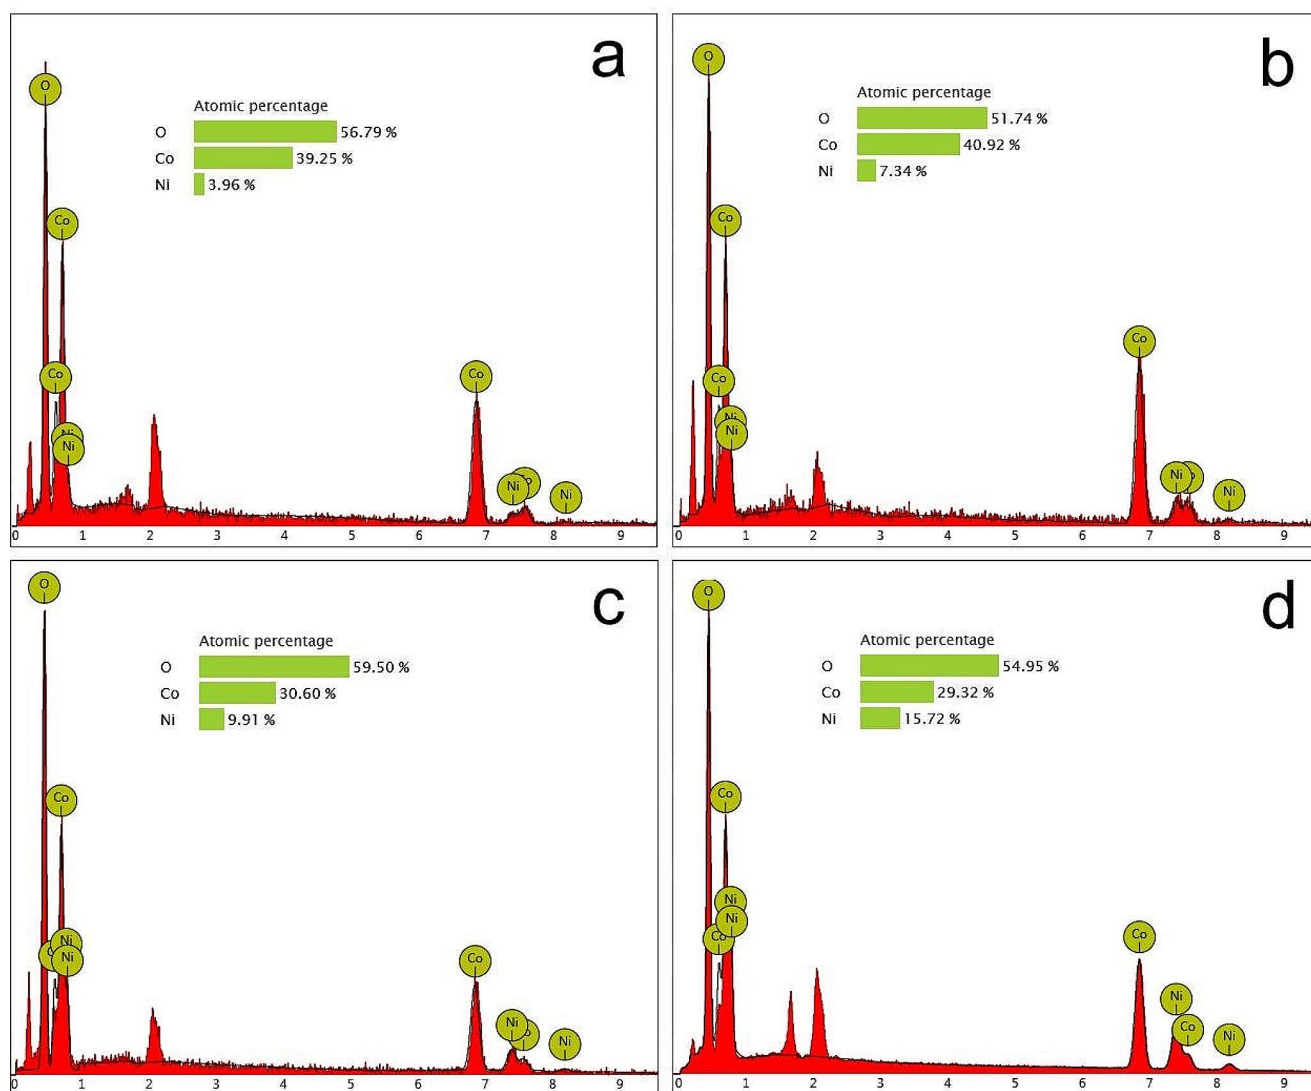 a
O
Atomic percentage
O 56.79 %
Co 39.25 %
Ni 3.96 %
Co
Co
Co
Ni
Ni
Ni
Ni
0 1 2 3 4 5 6 7 8 9
b
O
Atomic percentage
O 51.74 %
Co 40.92 %
Ni 7.34 %
Co
Co
Co
Ni
Ni
Ni
Ni
0 1 2 3 4 5 6 7 8 9
c
O
Atomic percentage
O 59.50 %
Co 30.60 %
Ni 9.91 %
Co
Ni
Ni
Co
Ni
Ni
0 1 2 3 4 5 6 7 8 9
d
O
Atomic percentage
O 54.95 %
Co 29.32 %
Ni 15.72 %
Co
Ni
Ni
Co
Co
Ni
Co
Ni
0 1 2 3 4 5 6 7 8 9